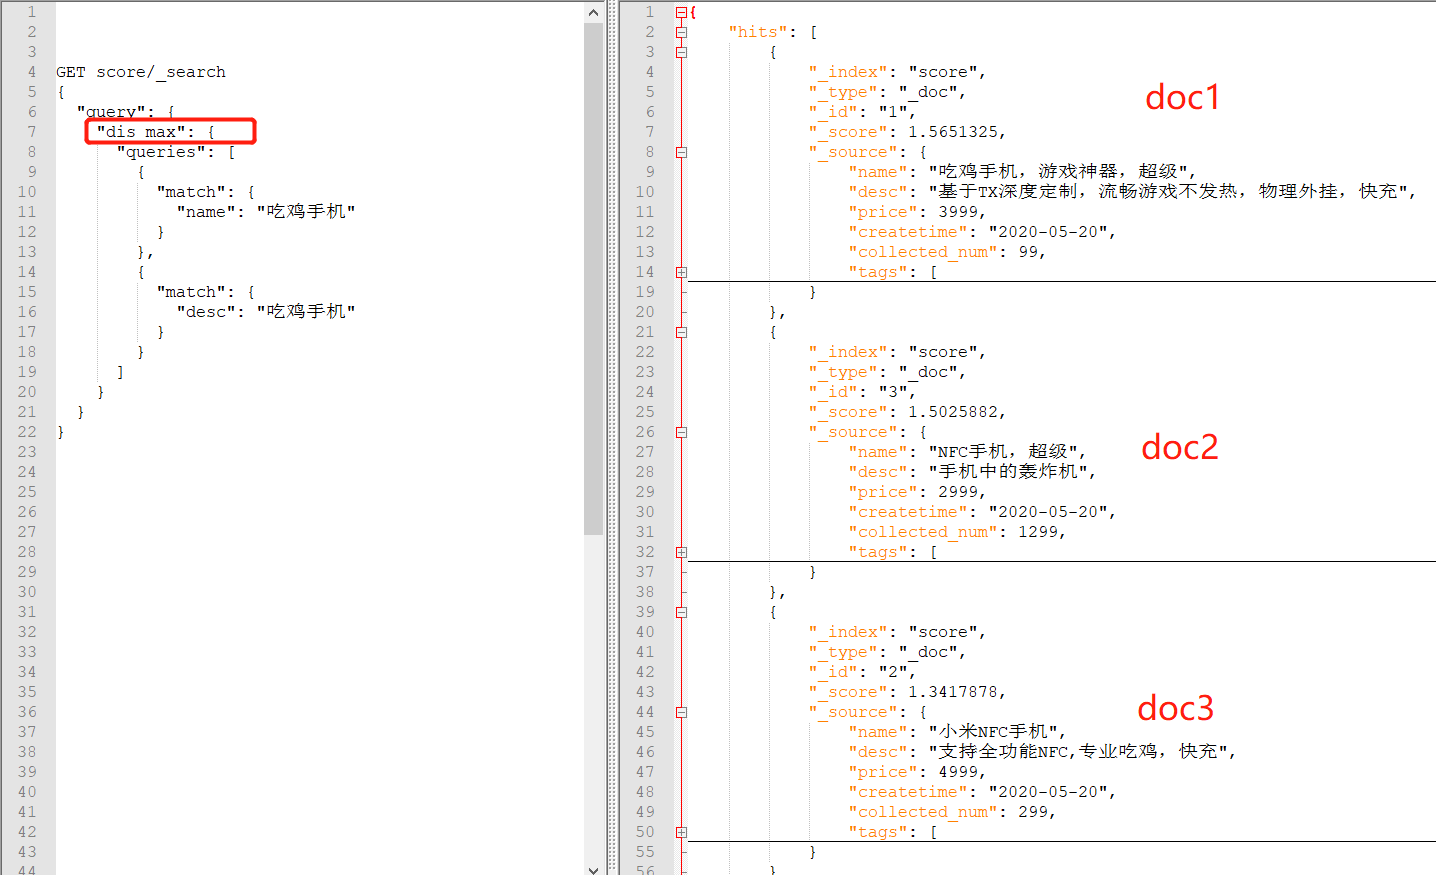 1
2
3
4 GET score/_search
5 {
6 "query": {
7 "dis_max": {
8 "queries": [
9 {
10 "match": {
11 "name": "吃鸡手机"
12 }
13 },
14 {
15 "match": {
16 "desc": "吃鸡手机"
17 }
18 }
19 ]
20 }
21 }
22 }
23
24
25
26
27
28
29
30
31
32
33
34
35
36
37
38
39
40
41
42
43
44
1 {
2 "hits": [
3 {
4 "_index": "score",
5 "_type": "_doc",
doc1
6 "_id": "1",
7 "_score": 1.5651325,
8 "_source": {
9 "name": "吃鸡手机，游戏神器，超级",
10 "desc": "基于TX深度定制，流畅游戏不发热，物理外挂，快充",
11 "price": 3999,
12 "createtime": "2020-05-20",
13 "collected_num": 99,
14 "tags": [
19 }
20 },
21 {
22 "_index": "score",
23 "_type": "_doc",
24 "_id": "3",
25 "_score": 1.5025882,
26 "_source": {
doc2
27 "name": "NFC手机，超级",
28 "desc": "手机中的轰炸机",
29 "price": 2999,
30 "createtime": "2020-05-20",
31 "collected_num": 1299,
32 "tags": [
37 }
38 },
39 {
40 "_index": "score",
41 "_type": "_doc",
42 "_id": "2",
43 "_score": 1.3417878,
44 "_source": {
doc3
45 "name": "小米NFC手机",
46 "desc": "支持全功能NFC,专业吃鸡，快充",
47 "price": 4999,
48 "createtime": "2020-05-20",
49 "collected_num": 299,
50 "tags": [
55 }
56 }